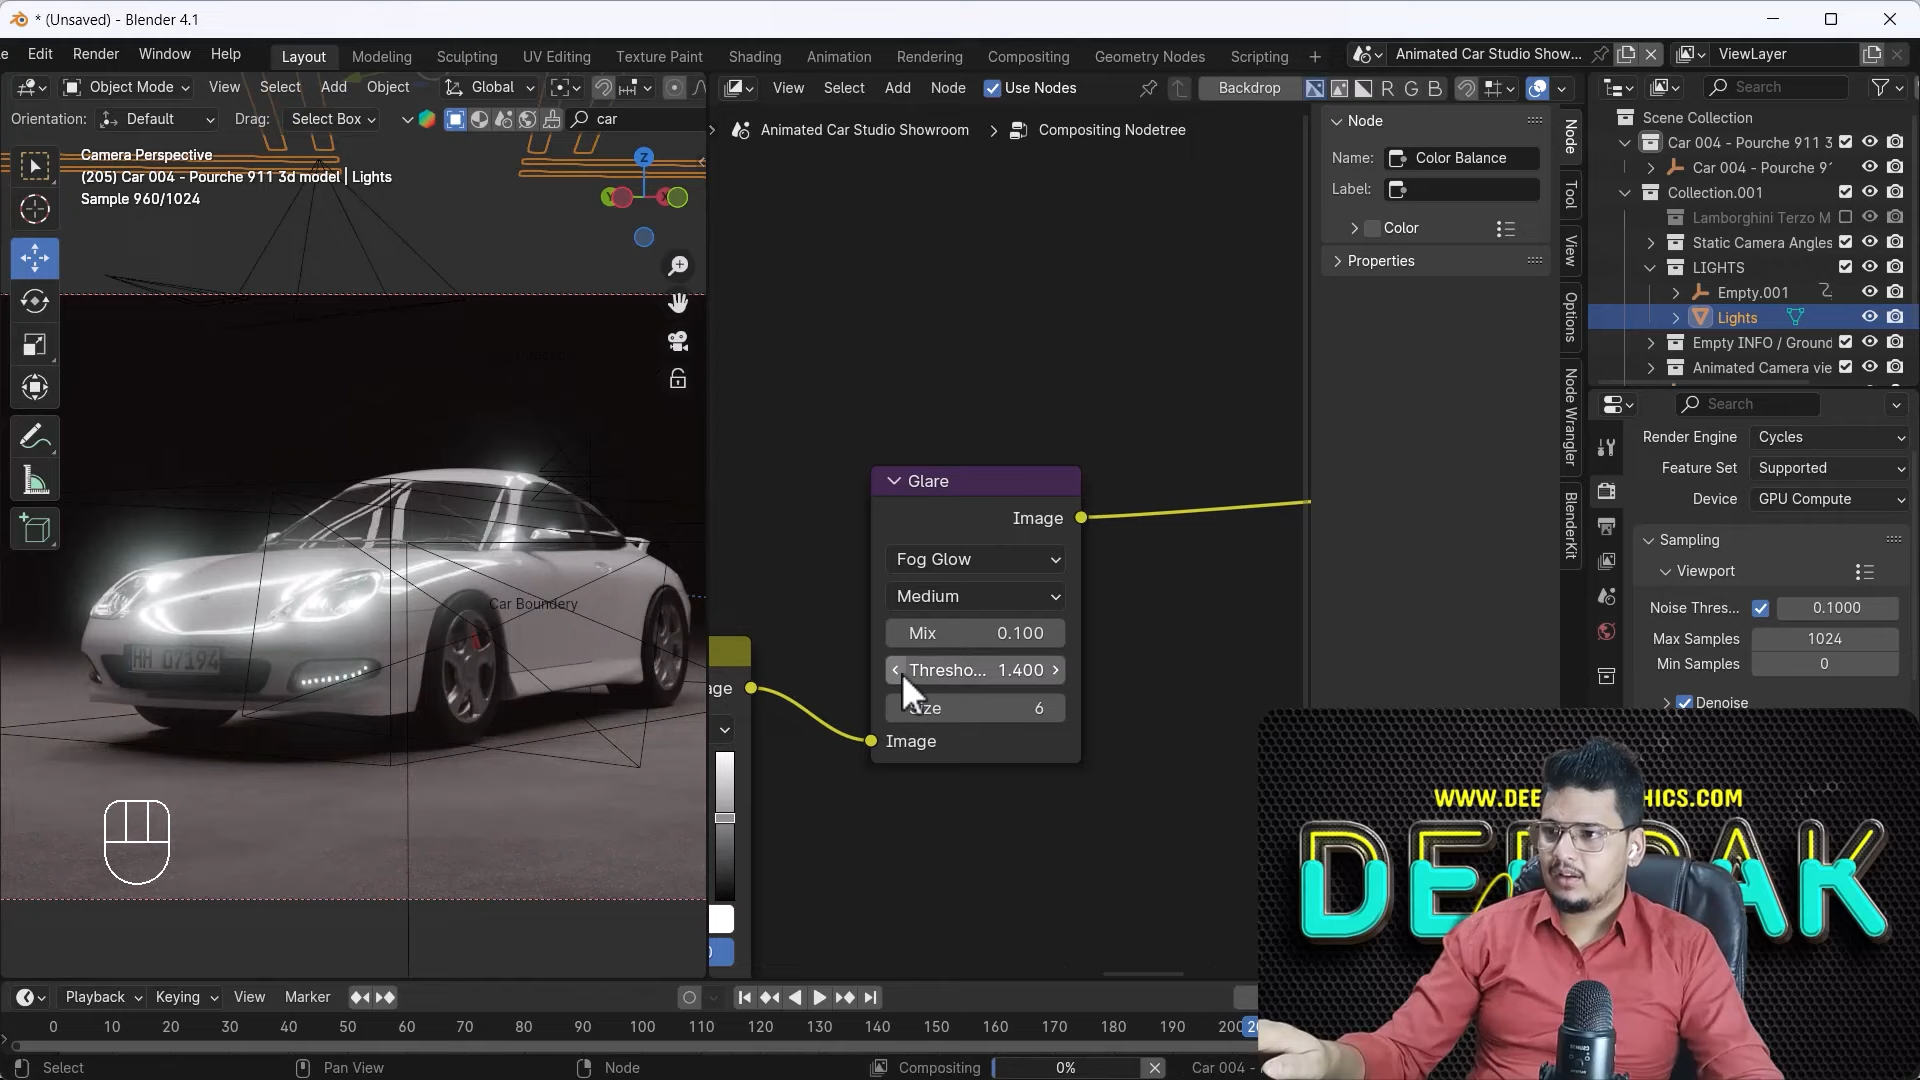 * (Unsaved) - Blender 4.1
Edit Render Window Help
Layout Modeling Sculpting UV Editing Texture Paint Shading Animation Rendering Compositing Geometry Nodes Scripting +
Animated Car Studio Show... ViewLayer
Object Mode View Select Add Object Global
View Select Add Node Use Nodes Backdrop R G B
Search
Orientation: Default Drag: Select Box car
Camera Perspective
(205) Car 004 - Pourche 911 3d model | Lights
Sample 960/1024
Z
Y
X
Car Boundery
HH 07194
Animated Car Studio Showroom > Compositing Nodetree
Glare
Image
Fog Glow
Medium
Mix 0.100
Thresho... 1.400
Size 6
Image
age
Node
Name: Color Balance
Label:
Color
Properties
Node
Tool
View
Options
Node Wrangler
BlenderKit
Scene Collection
Car 004 - Pourche 911 3
Car 004 - Pourche 9
Collection.001
Lamborghini Terzo M
Static Camera Angles
LIGHTS
Empty.001
Lights
Empty INFO / Ground
Animated Camera vie
Search
Render Engine Cycles
Feature Set Supported
Device GPU Compute
Sampling
Viewport
Noise Thres... 0.1000
Max Samples 1024
Min Samples 0
Denoise
WWW.DEE
HICS.COM
Playback Keying View Marker
0 10 20 30 40 50 60 70 80 90 100 110 120 130 140 150 160 170 180 190 200
Select Pan View Node Compositing 0% Car 004 -